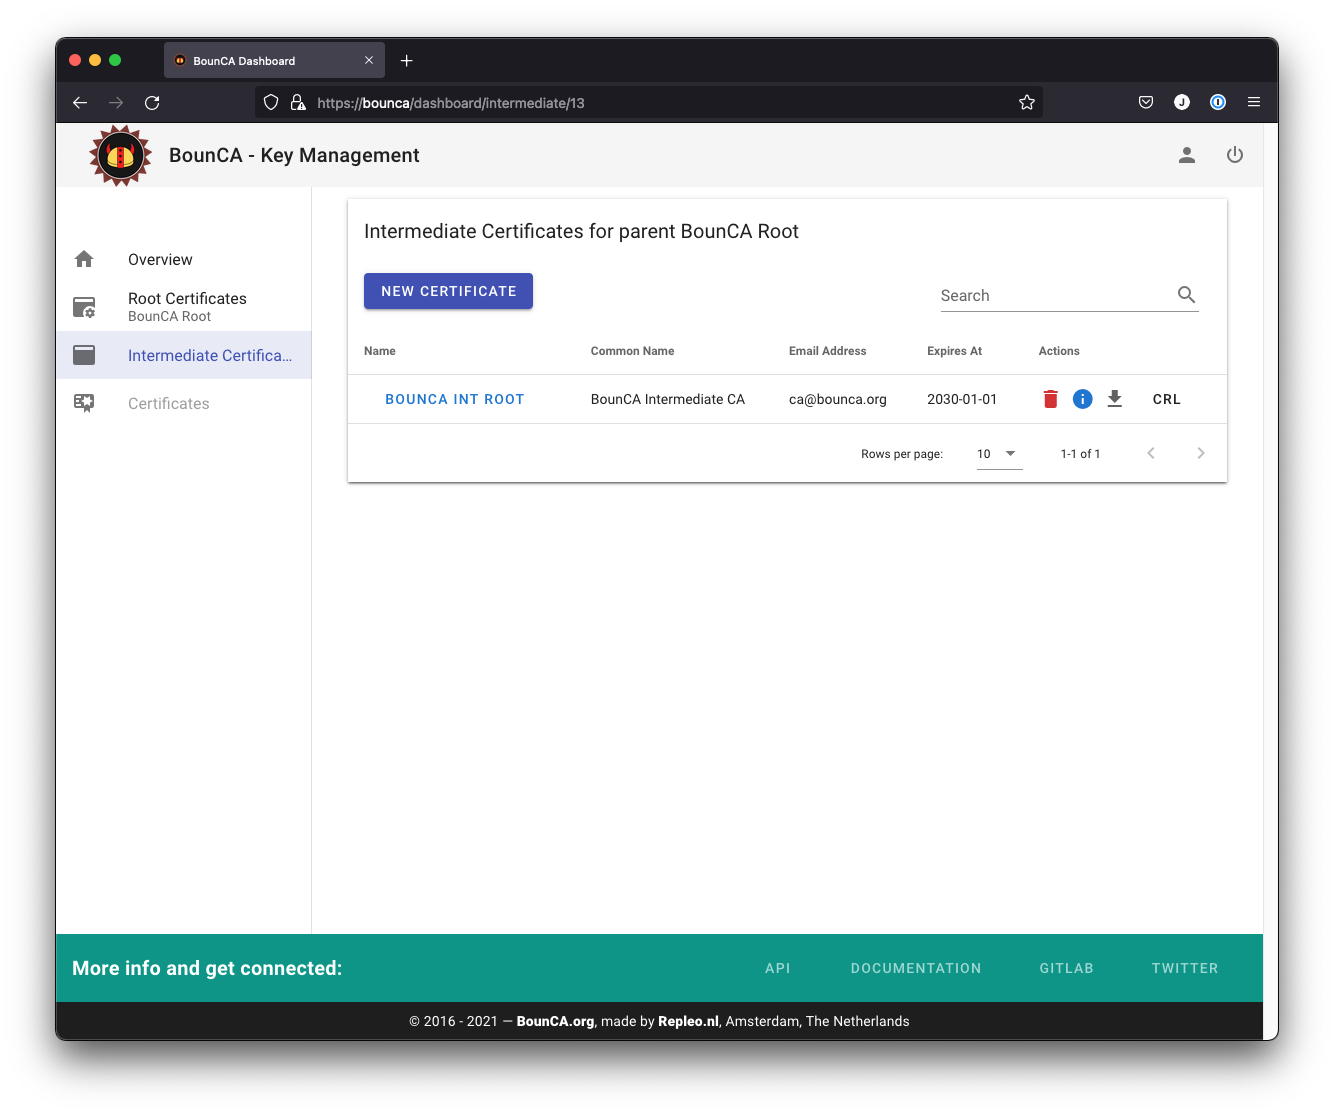 BounCA Dashboard
https://bounca/dashboard/intermediate/13
J
BounCA - Key Management
Overview
Root Certificates
BounCA Root
Intermediate Certifica...
Certificates
Intermediate Certificates for parent BounCA Root
NEW CERTIFICATE
Search
Name Common Name Email Address Expires At Actions
BOUNCA INT ROOT BounCA Intermediate CA ca@bounca.org 2030-01-01 CRL
Rows per page: 10 1-1 of 1
More info and get connected: API DOCUMENTATION GITLAB TWITTER
© 2016 - 2021 — BounCA.org, made by Repleo.nl, Amsterdam, The Netherlands